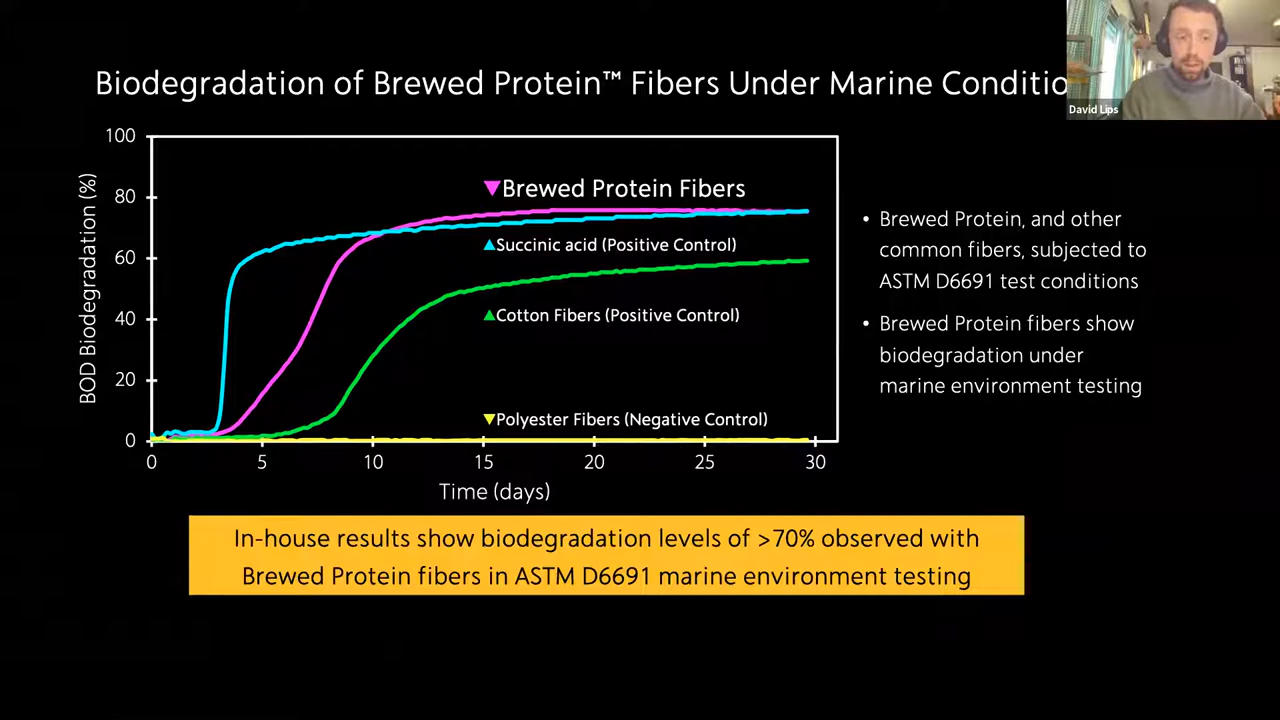 Biodegradation of Brewed Protein™ Fibers Under Marine Conditio
David Lips
100
80
60
40
20
0
BOD Biodegradation (%)
▼Brewed Protein Fibers
▲Succinic acid (Positive Control)
▲Cotton Fibers (Positive Control)
▼Polyester Fibers (Negative Control)
0 5 10 15 20 25 30
Time (days)
• Brewed Protein, and other
common fibers, subjected to
ASTM D6691 test conditions
• Brewed Protein fibers show
biodegradation under
marine environment testing
In-house results show biodegradation levels of >70% observed with
Brewed Protein fibers in ASTM D6691 marine environment testing